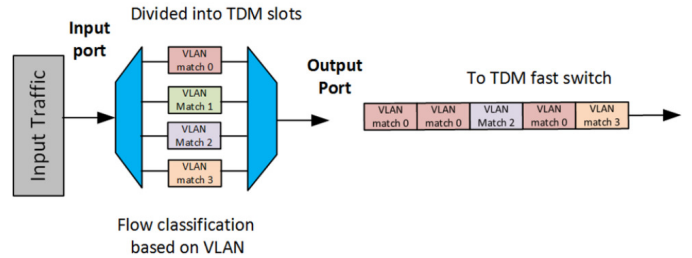 Divided into TDM slots
Input
port
Input Traffic
VLAN
match 0
VLAN
Match 1
VLAN
Match 2
VLAN
match 3
Flow classification
based on VLAN
Output
Port
To TDM fast switch
VLAN
match 0
VLAN
match 0
VLAN
Match 2
VLAN
match 0
VLAN
match 3